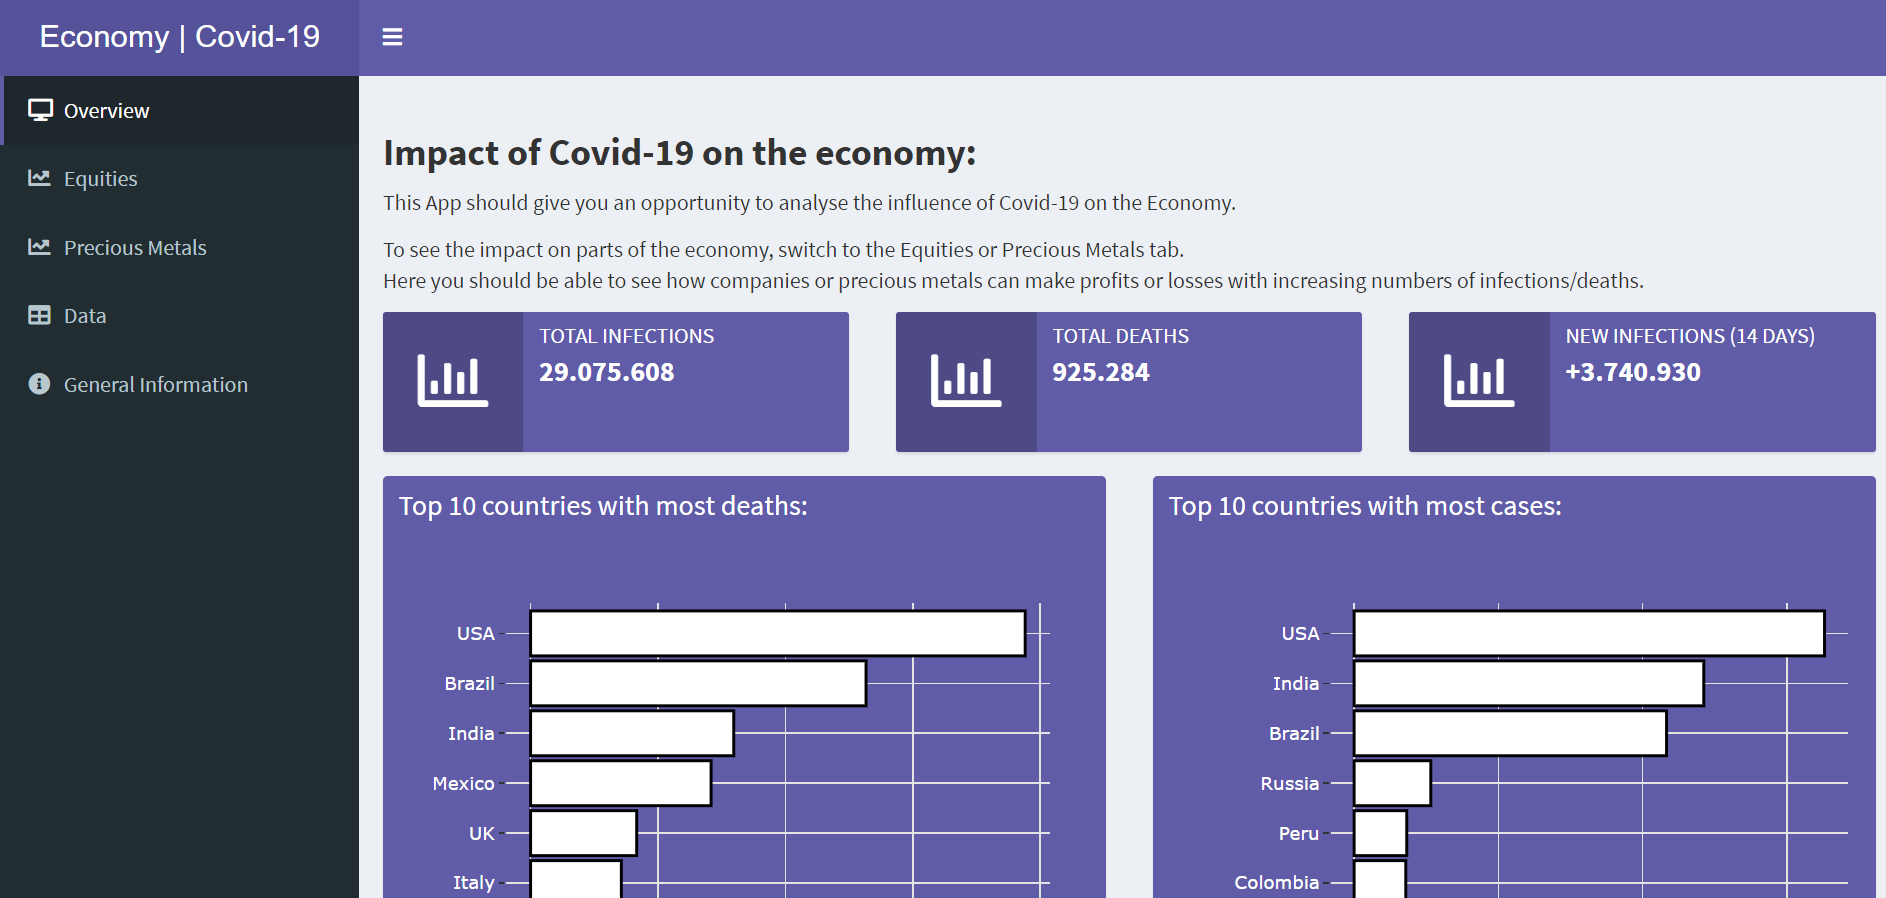 Economy | Covid-19
Overview
Equities
Precious Metals
Data
General Information
Impact of Covid-19 on the economy:
This App should give you an opportunity to analyse the influence of Covid-19 on the Economy.
To see the impact on parts of the economy, switch to the Equities or Precious Metals tab.
Here you should be able to see how companies or precious metals can make profits or losses with increasing numbers of infections/deaths.
TOTAL INFECTIONS
29.075.608
TOTAL DEATHS
925.284
NEW INFECTIONS (14 DAYS)
+3.740.930
Top 10 countries with most deaths:
USA
Brazil
India
Mexico
UK
Italy
Top 10 countries with most cases:
USA
India
Brazil
Russia
Peru
Colombia